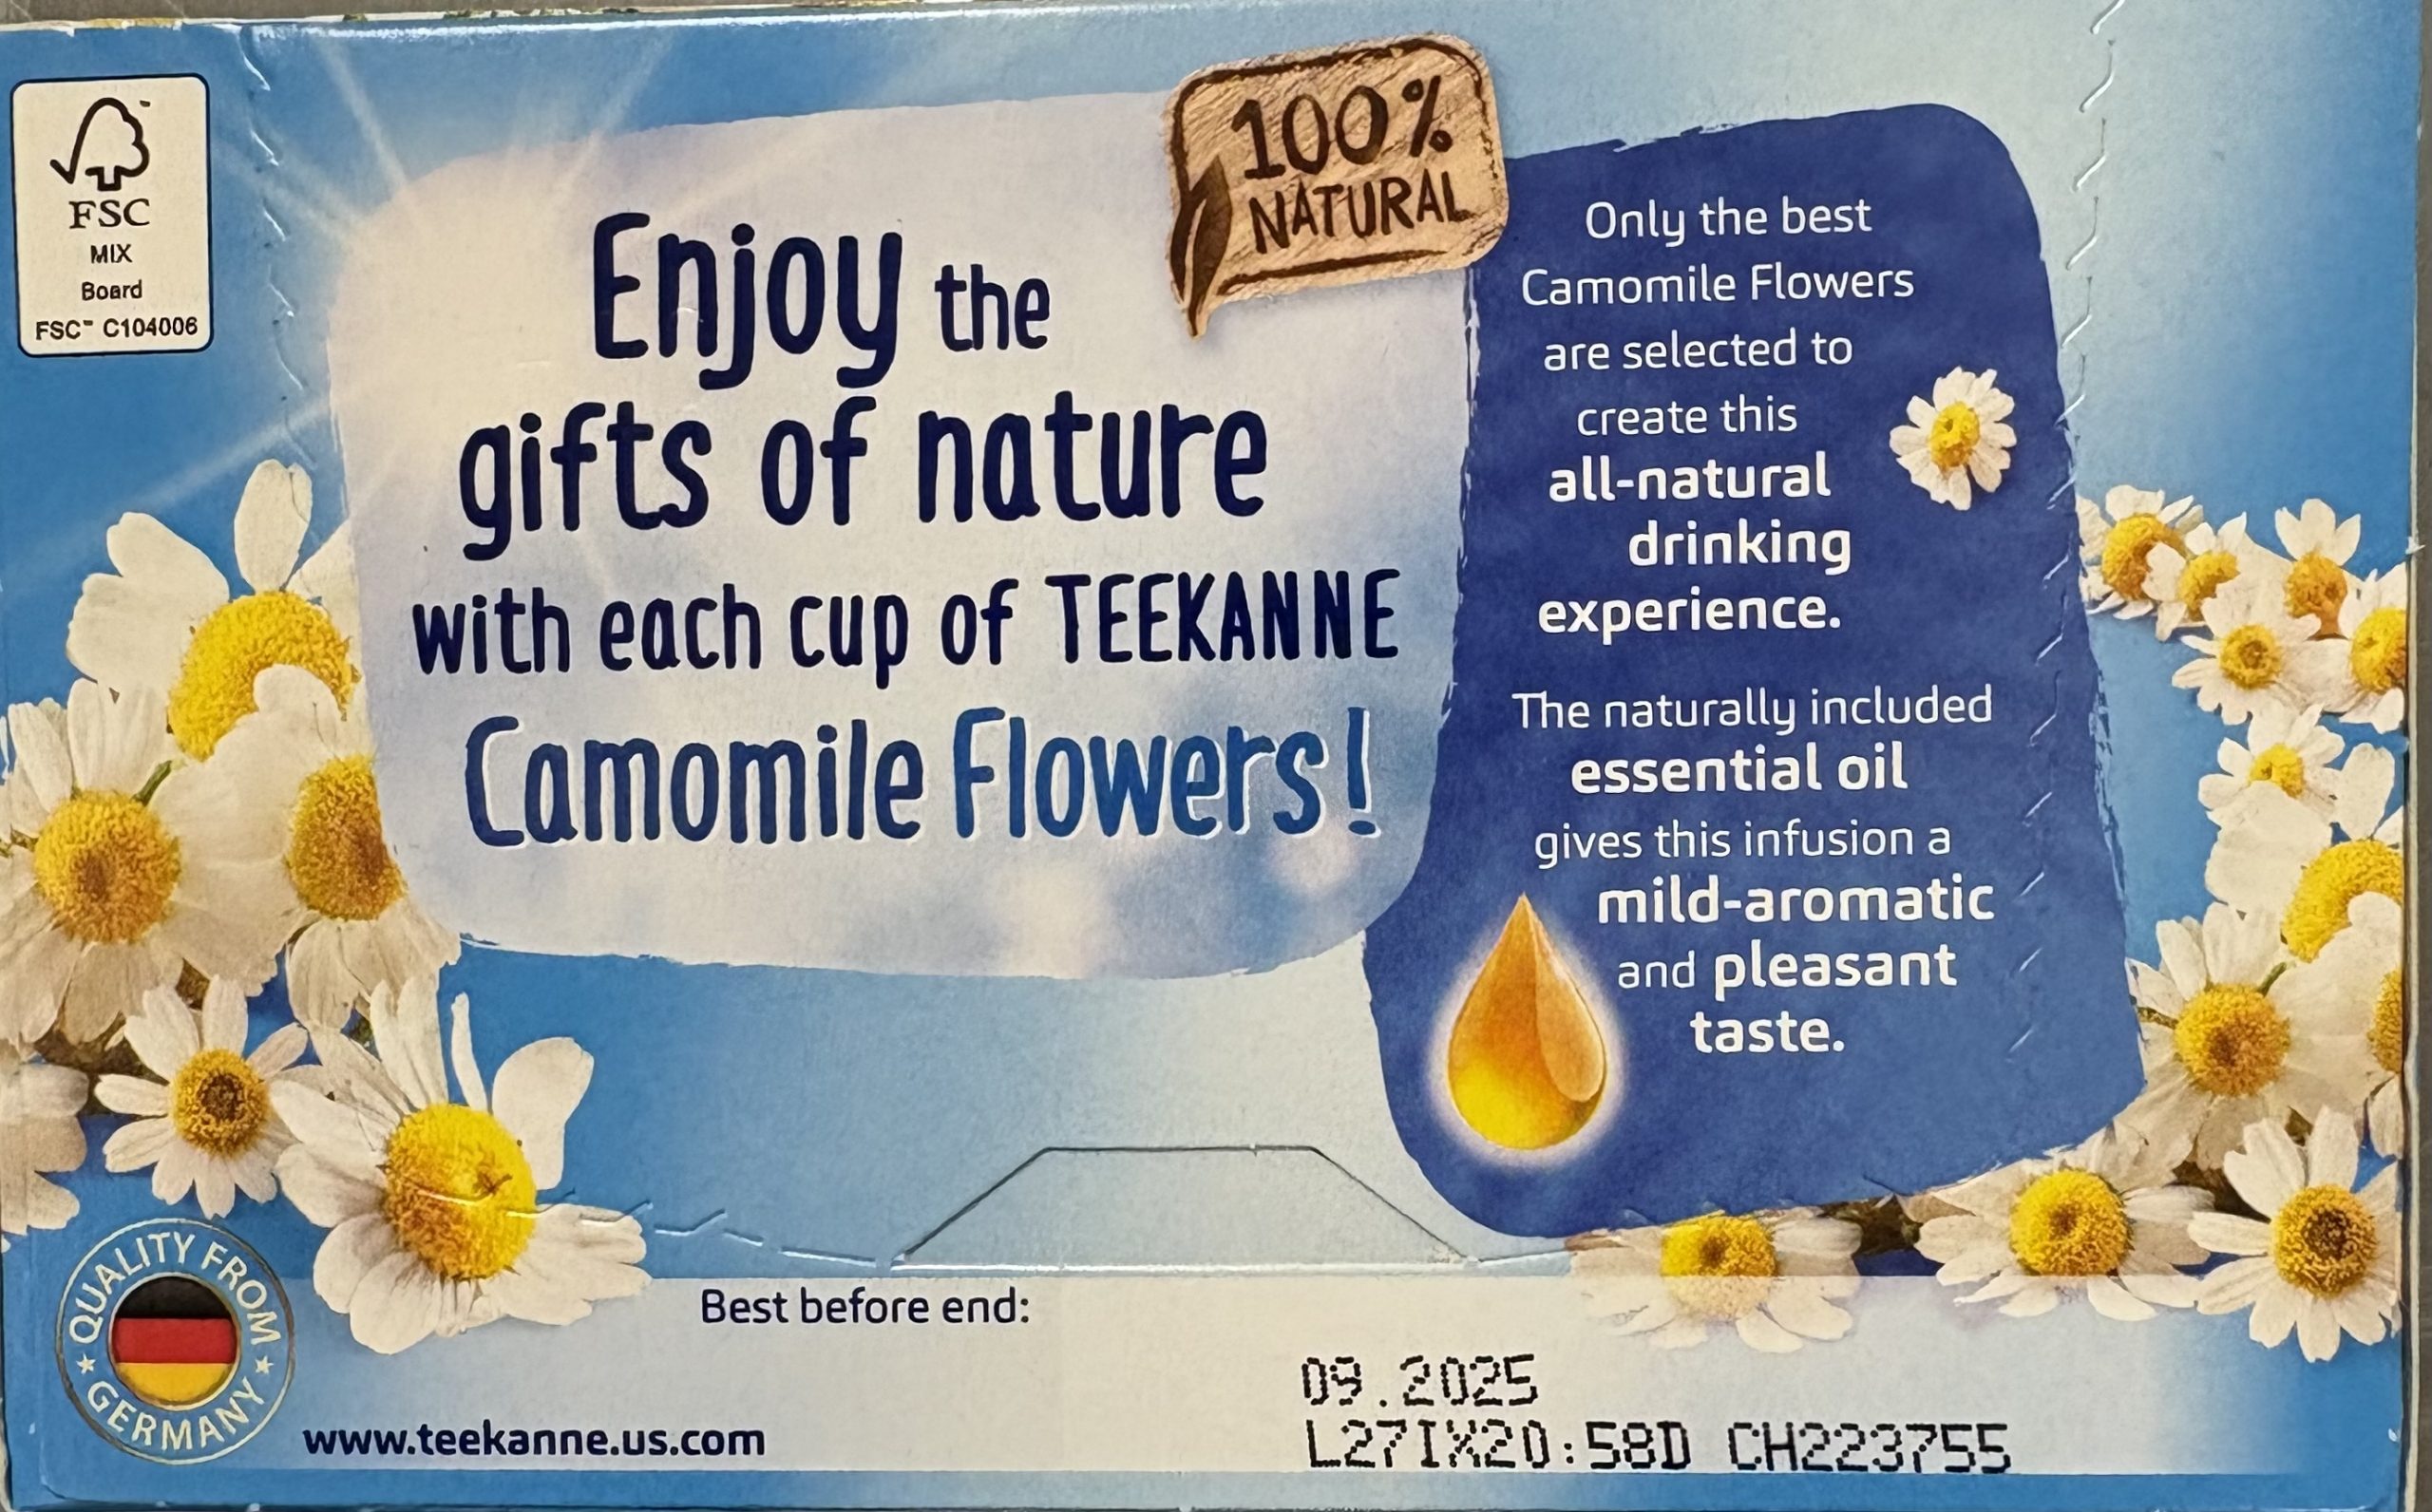 FSC
MIX
Board
FSC™ C104006
100%
NATURAL
Enjoy the
gifts of nature
with each cup of TEEKANNE
Camomile Flowers!
Only the best
Camomile Flowers
are selected to
create this
all-natural
drinking
experience.
The naturally included
essential oil
gives this infusion a
mild-aromatic
and pleasant
taste.
QUALITY FROM
GERMANY
Best before end:
09.2025
L27IX20:58D CH223755
www.teekanne.us.com